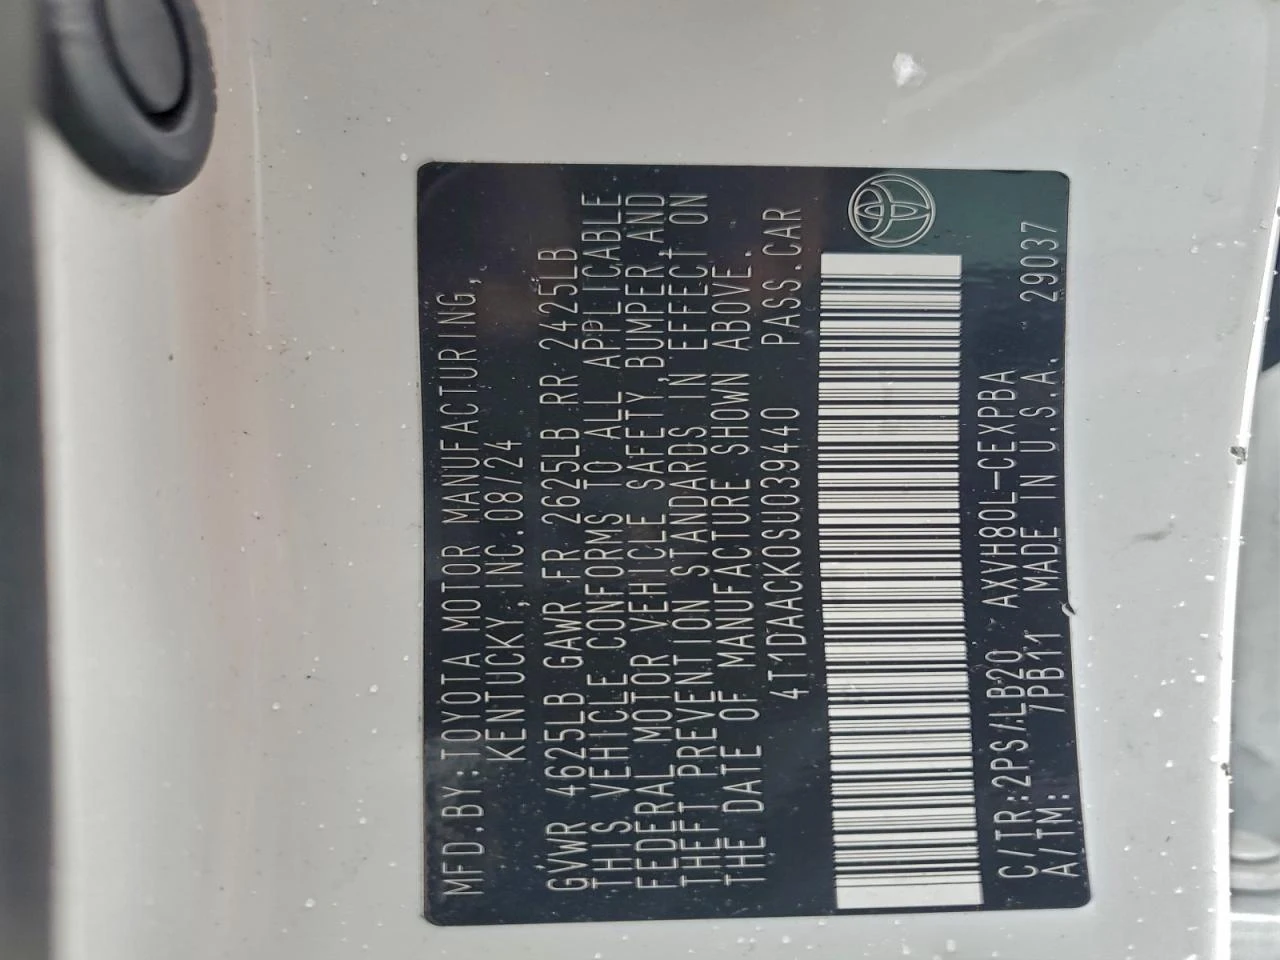 MFD.BY:TOYOTA MOTOR MANUFACTURING,
KENTUCKY,INC.08/24
GVWR 4625LB GAWR FR 2625LB RR 2425LB
THIS VEHICLE CONFORMS TO ALL APPLICABLE
FEDERAL MOTOR VEHICLE SAFETY,BUMPER,AND
THEFT PREVENTION STANDARDS IN EFFECT ON
THE DATE OF MANUFACTURE SHOWN ABOVE.
4T1DAACK0SU039440 PASS.CAR
C/TR:2PS/LB20 AXVH80L-CEXPBA
A/TM: 7PB11 MADE IN U.S.A. 29037